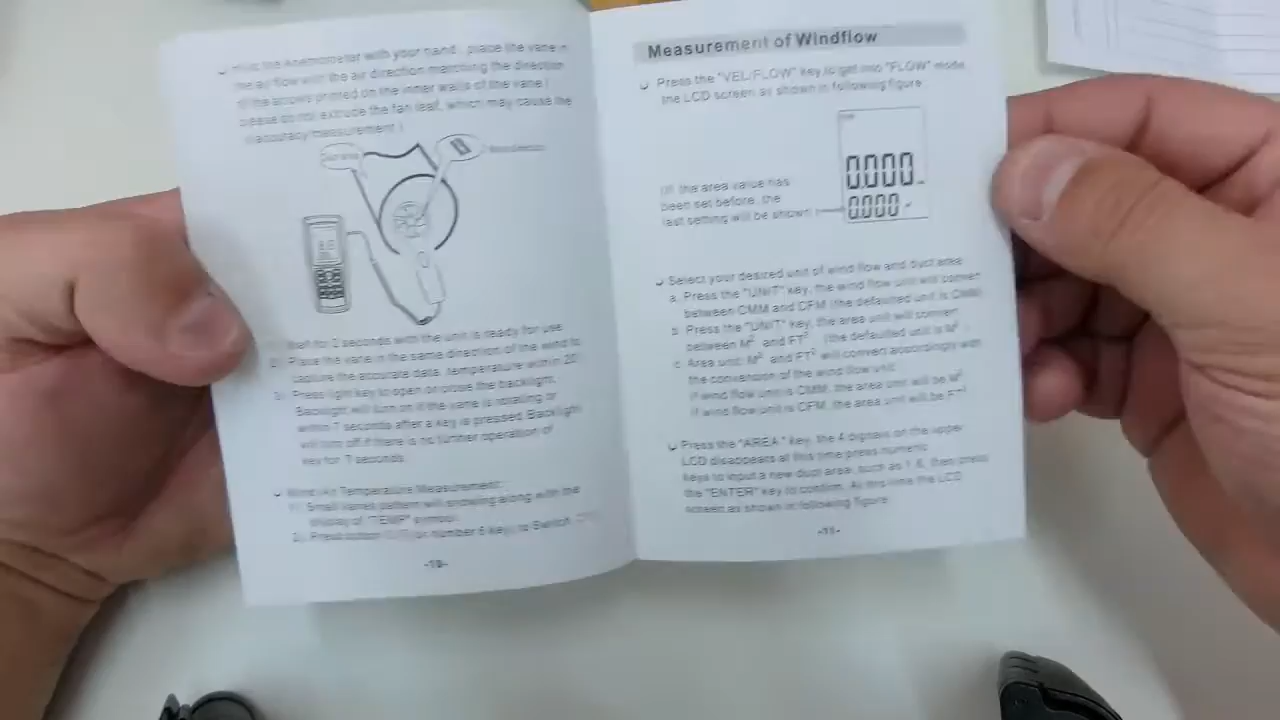 Hold the Anemometer with your hand, place the vane in
the air flow with the air direction matching the direction
of the arrows printed on the inner walls of the vane (
please do not extrude the fan leaf, which may cause the
inaccuracy measurement.)
to 2 seconds with the unit is ready for use
Place the vane in the same direction of the wind to
capture the accurate data, temperature within 20
Press light key to open or close the backlight,
Backlight will turn on if the vane is rotating or
within 7 seconds after a key is pressed. Backlight
will turn off if there is no further operation of
key for 7 seconds.
Wind /Air Temperature Measurement:
Small vanes pattern will along with the
display of "TEMP" symbol
2). Press button number 6 key) to Switch
-10-
Measurement of Windflow
Press the "VEL/FLOW" key to get into "FLOW" mode,
the LCD screen as shown in following figure
0.000
0.000 M²
(If the area value has
been set before, the
last setting will be shown)
Select your desired unit of wind flow and duct area
a. Press the "UNIT" key, the wind flow unit will convert
between CMM and CFM (the defaulted unit is CMM)
b. Press the "UNIT" key, the area unit will convert
between M² and FT² (the defaulted unit is M²
c. Area unit: M² and FT² will convert accordingly with
the conversion of the wind flow unit.
If wind flow unit is CMM, the area unit will be M²
If wind flow unit is CFM, the area unit will be FT²
Press the "AREA" key, the 4 digitals on the upper
LCD disappears at this time press numeric
keys to input a new duct area, such as 1.6, then press
the "ENTER" key to confirm. At this time the LCD
screen as shown in following figure
-11-